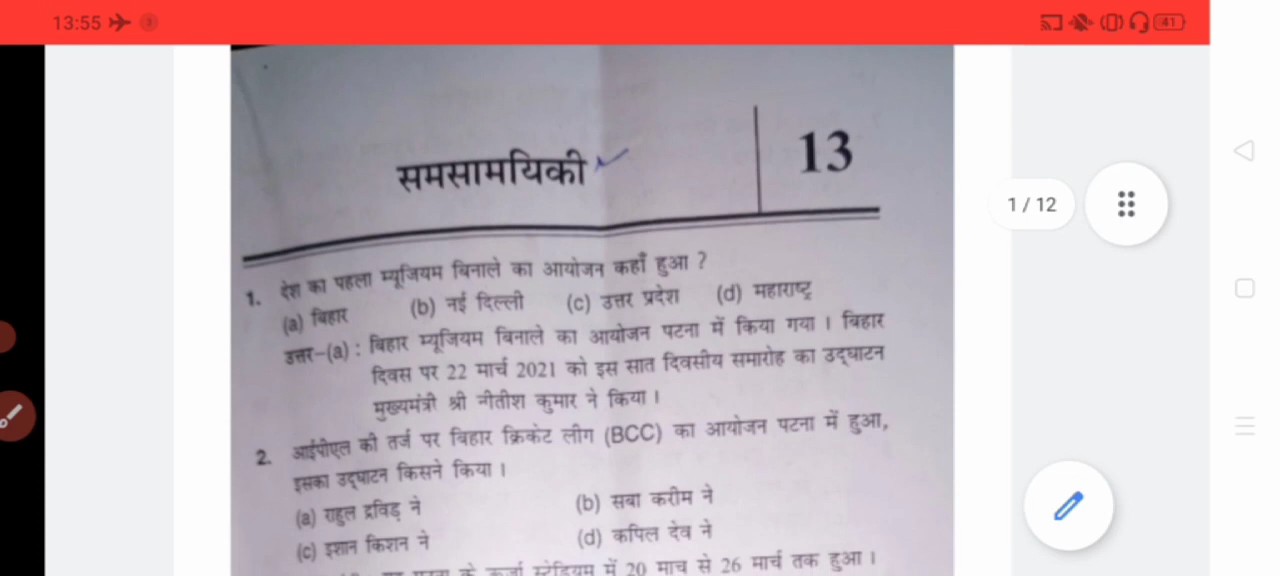 13:55
41
समसामयिकी
13
1 / 12
1. देश का पहला म्यूजियम बिनाले का आयोजन कहाँ हुआ ?
(a) बिहार (b) नई दिल्ली (c) उत्तर प्रदेश (d) महाराष्ट्र
उत्तर-(a) : बिहार म्यूजियम बिनाले का आयोजन पटना में किया गया । बिहार
दिवस पर 22 मार्च 2021 को इस सात दिवसीय समारोह का उद्घाटन
मुख्यमंत्री श्री नीतीश कुमार ने किया ।
2. आईपीएल की तर्ज पर बिहार क्रिकेट लीग (BCC) का आयोजन पटना में हुआ,
इसका उद्घाटन किसने किया ।
(a) राहुल द्रविड़ ने (b) सबा करीम ने
(c) इशान किशन ने (d) कपिल देव ने
के ऊर्जा स्टेडियम में 20 मार्च से 26 मार्च तक हुआ ।